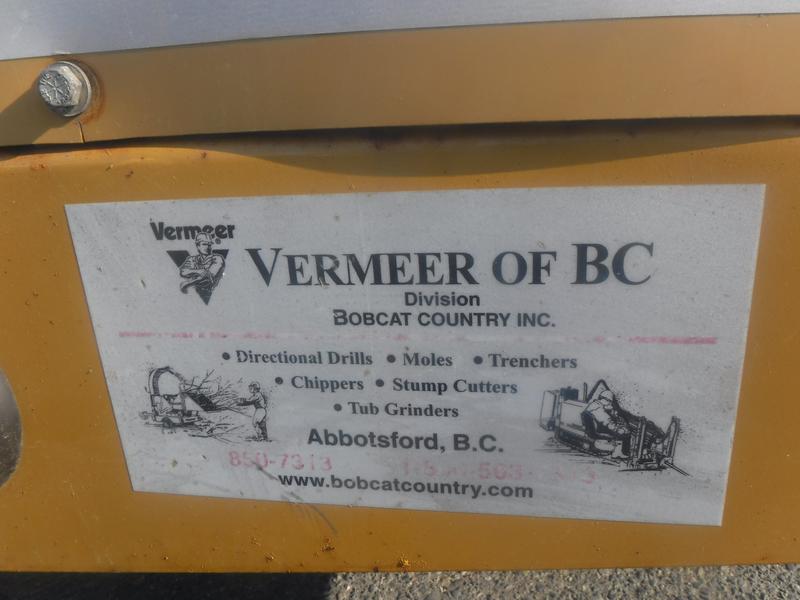 Vermeer
VERMEER OF BC
Division
BOBCAT COUNTRY INC.
• Directional Drills • Moles • Trenchers
• Chippers • Stump Cutters
• Tub Grinders
Abbotsford, B.C.
850-7313
www.bobcatcountry.com